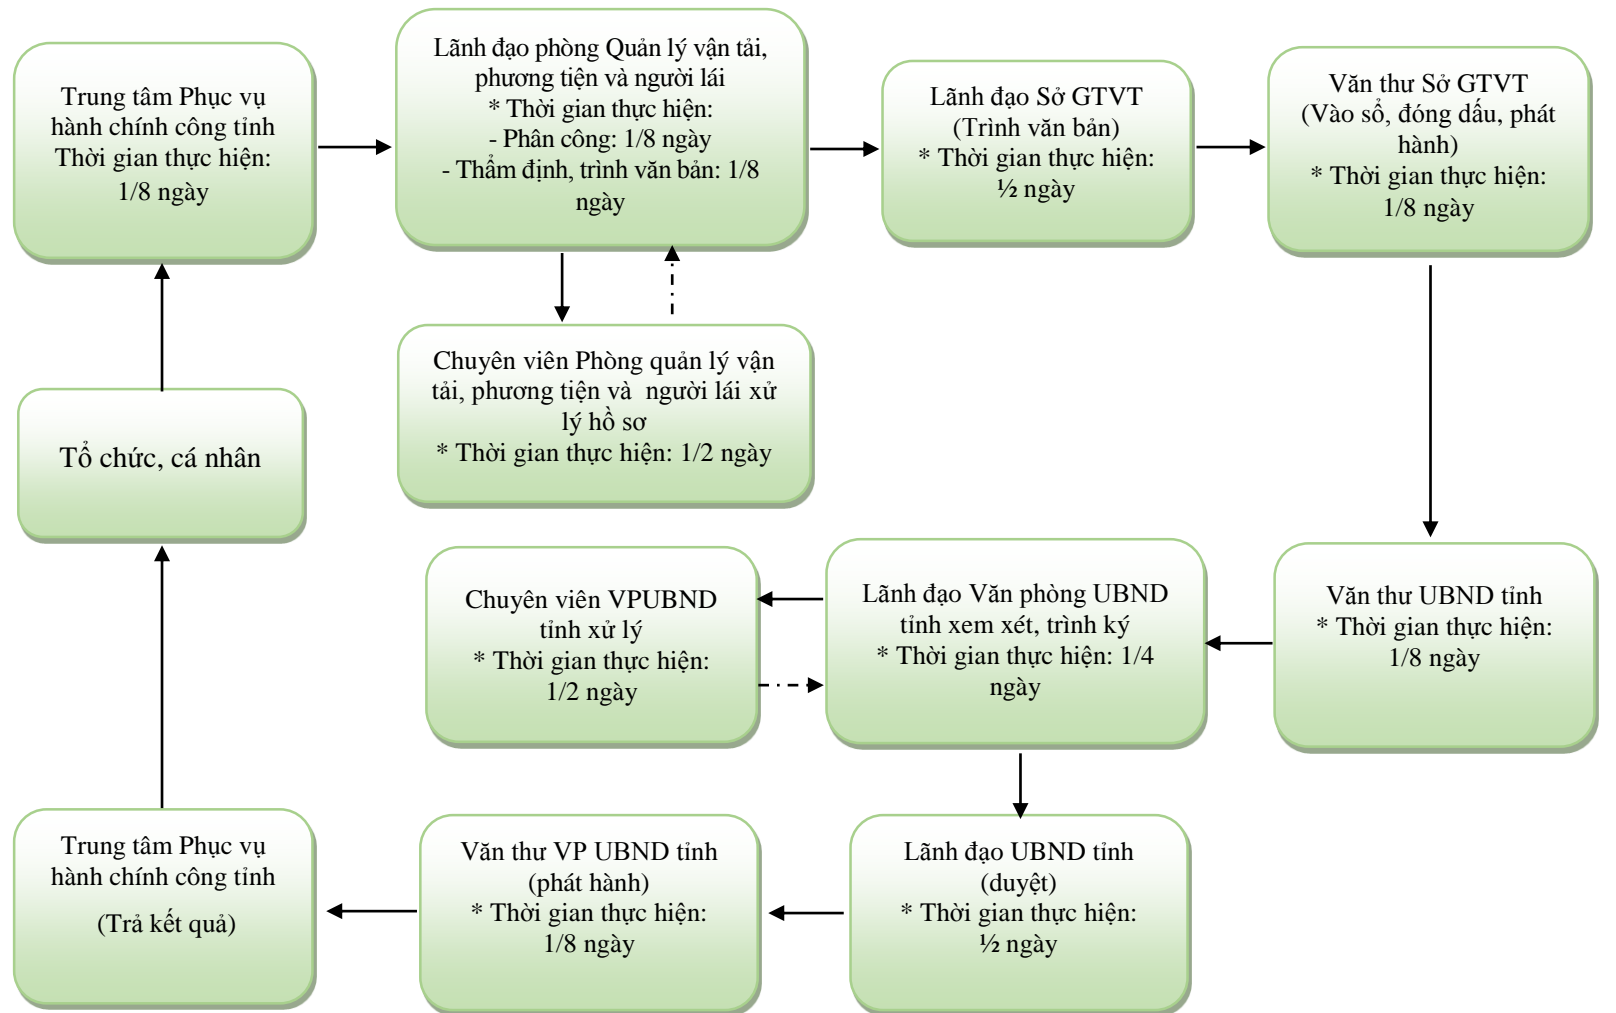 Trung tâm Phục vụ
hành chính công tỉnh
Thời gian thực hiện:
1/8 ngày
Lãnh đạo phòng Quản lý vận tải,
phương tiện và người lái
* Thời gian thực hiện:
- Phân công: 1/8 ngày
- Thẩm định, trình văn bản: 1/8
ngày
Lãnh đạo Sở GTVT
(Trình văn bản)
* Thời gian thực hiện:
½ ngày
Văn thư Sở GTVT
(Vào sổ, đóng dấu, phát
hành)
* Thời gian thực hiện:
1/8 ngày
Chuyên viên Phòng quản lý vận
tải, phương tiện và người lái xử
lý hồ sơ
* Thời gian thực hiện: 1/2 ngày
Tổ chức, cá nhân
Chuyên viên VPUBND
tỉnh xử lý
* Thời gian thực hiện:
1/2 ngày
Lãnh đạo Văn phòng UBND
tỉnh xem xét, trình ký
* Thời gian thực hiện: 1/4
ngày
Văn thư UBND tỉnh
* Thời gian thực hiện:
1/8 ngày
Trung tâm Phục vụ
hành chính công tỉnh
(Trả kết quả)
Văn thư VP UBND tỉnh
(phát hành)
* Thời gian thực hiện:
1/8 ngày
Lãnh đạo UBND tỉnh
(duyệt)
* Thời gian thực hiện:
½ ngày